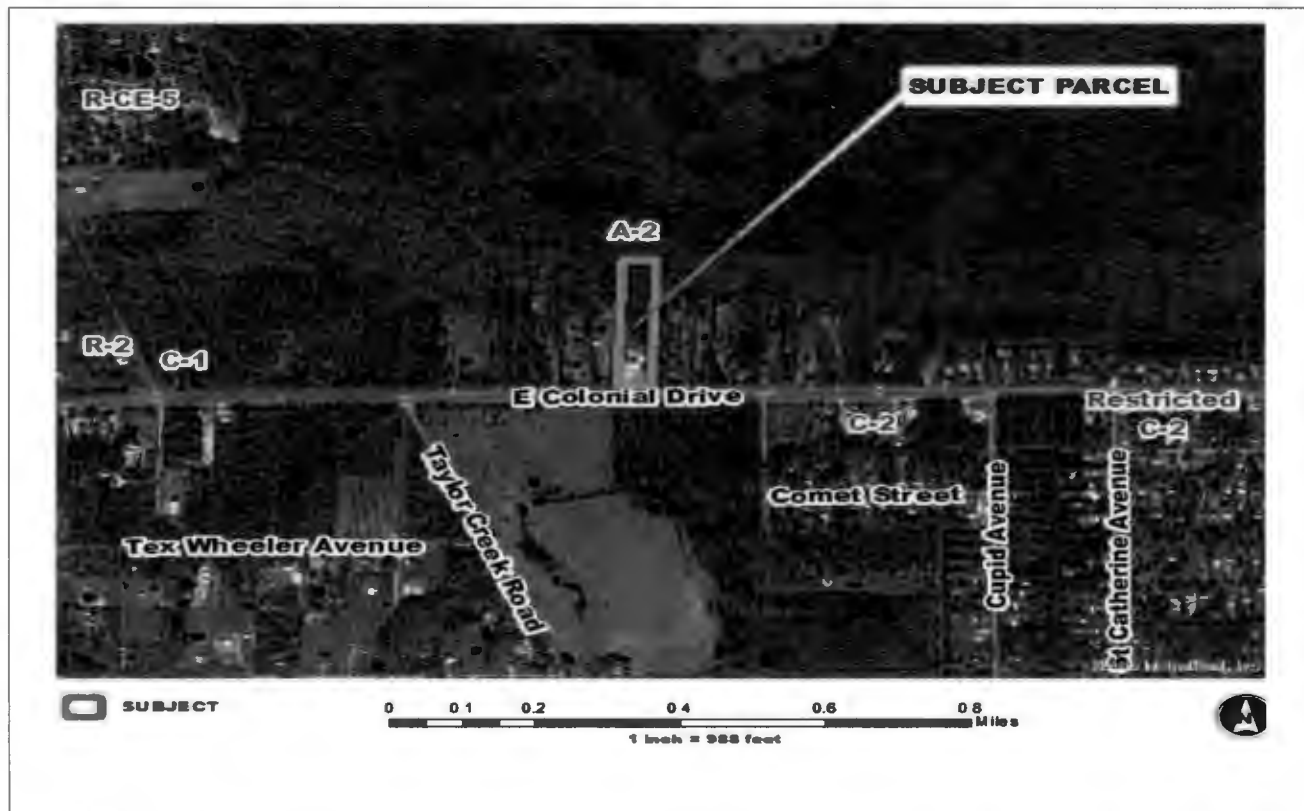 R-CE-5
SUBJECT PARCEL
A-2
R-2
C-1
E Colonial Drive
Restricted
C-2
C-2
Taylor Creek Road
Comet Street
Cupid Avenue
St Catherine Avenue
Tex Wheeler Avenue
SUBJECT
0 0 1 0.2 0 4 0.6 0 8
Miles
1 inch = 988 feet